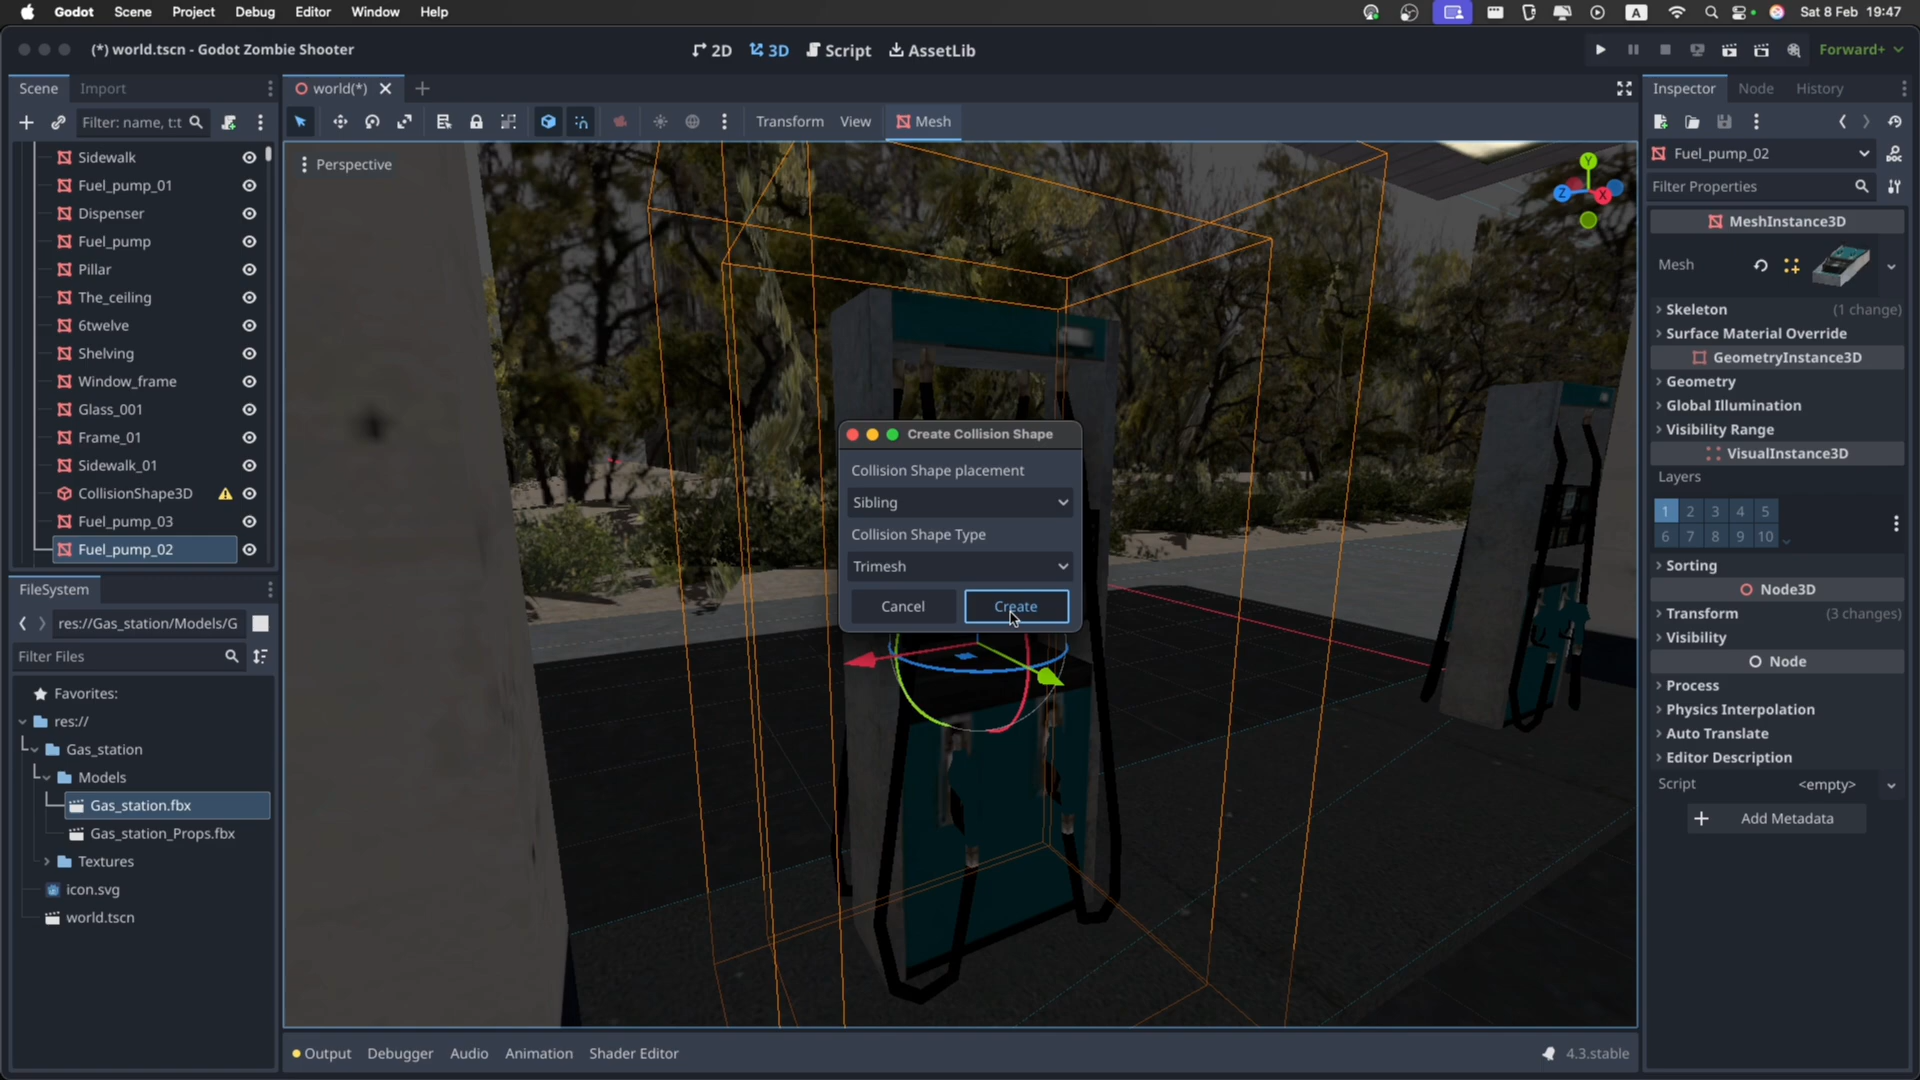 Godot Scene Project Debug Editor Window Help
A Sat 8 Feb 19:47
(*) world.tscn - Godot Zombie Shooter
2D 3D Script AssetLib
Forward+
Scene Import
world(*)
Inspector Node History
Filter: name, t:t
Transform View Mesh
Perspective
Y
Z X
Sidewalk
Fuel_pump_01
Dispenser
Fuel_pump
Pillar
The_ceiling
6twelve
Shelving
Window_frame
Glass_001
Frame_01
Sidewalk_01
CollisionShape3D
Fuel_pump_03
Fuel_pump_02
FileSystem
res://Gas_station/Models/G
Filter Files
Favorites:
res://
Gas_station
Models
Gas_station.fbx
Gas_station_Props.fbx
Textures
icon.svg
world.tscn
Create Collision Shape
Collision Shape placement
Sibling
Collision Shape Type
Trimesh
Cancel Create
Fuel_pump_02
Filter Properties
MeshInstance3D
Mesh
Skeleton (1 change)
Surface Material Override
GeometryInstance3D
Geometry
Global Illumination
Visibility Range
VisualInstance3D
Layers
1 2 3 4 5
6 7 8 9 10
Sorting
Node3D
Transform (3 changes)
Visibility
Node
Process
Physics Interpolation
Auto Translate
Editor Description
Script <empty>
Add Metadata
Output Debugger Audio Animation Shader Editor
4.3.stable